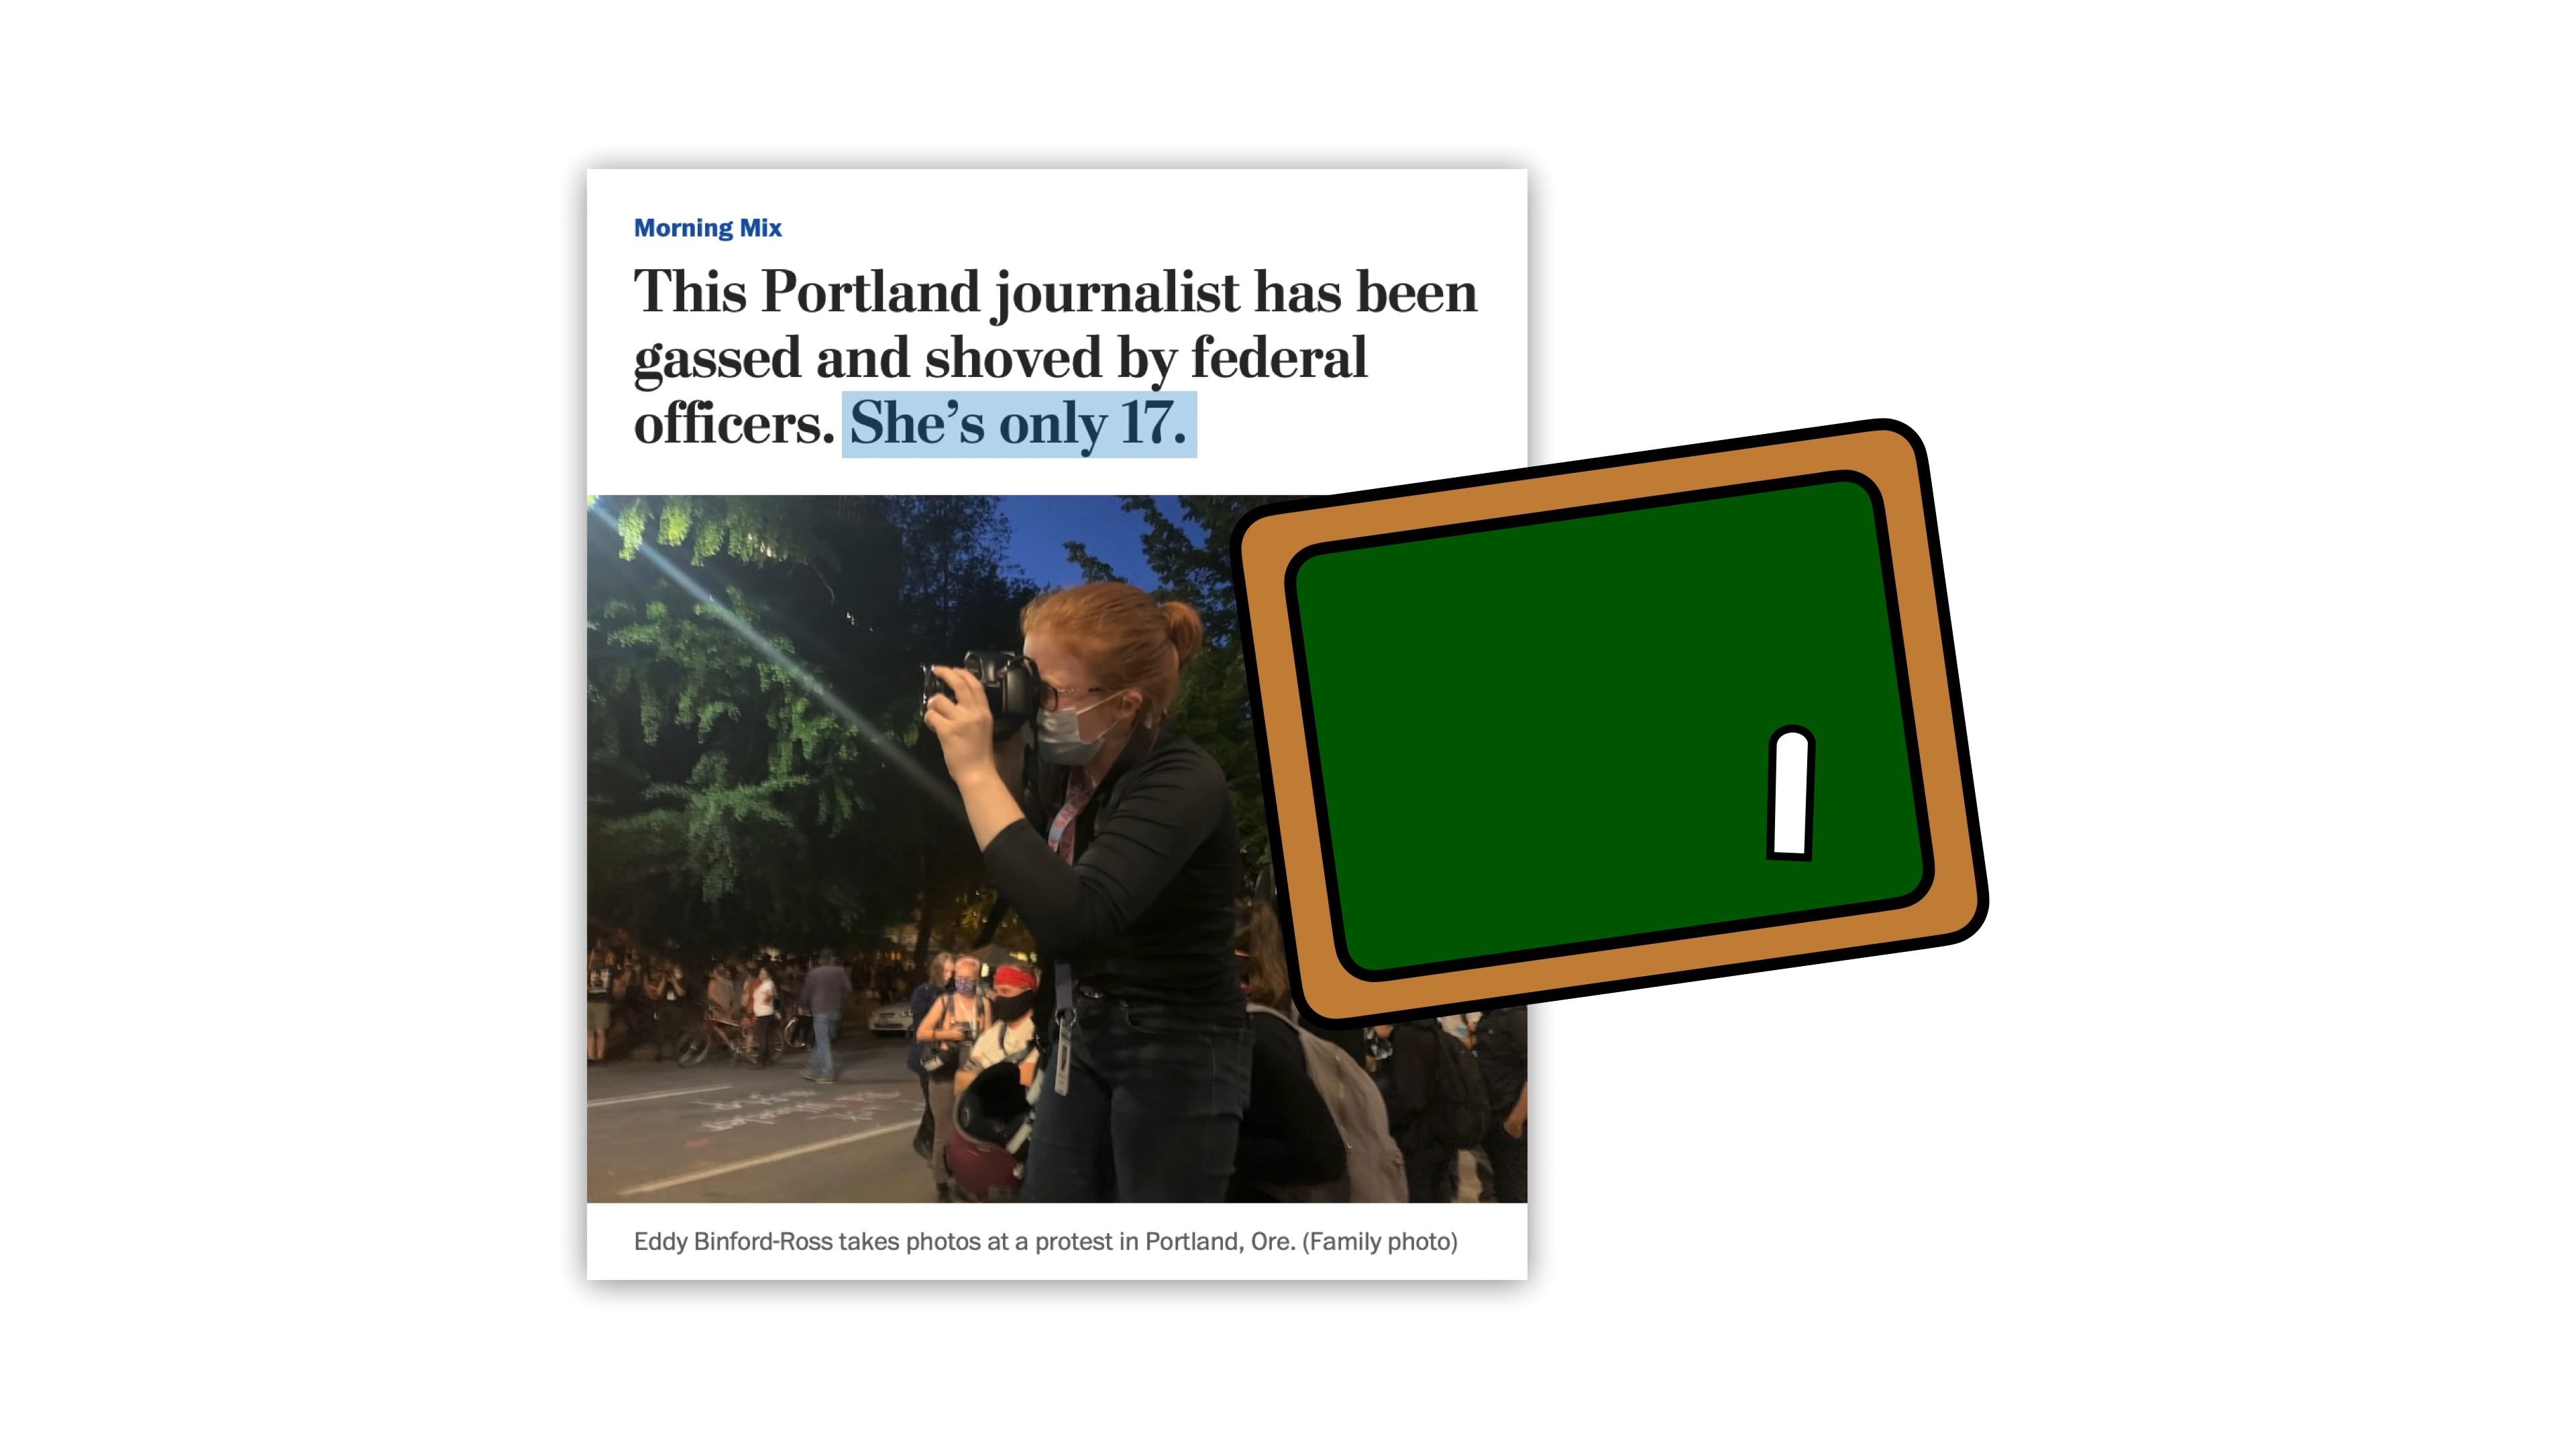 Morning Mix
This Portland journalist has been
gassed and shoved by federal
officers. She’s only 17.
Eddy Binford-Ross takes photos at a protest in Portland, Ore. (Family photo)